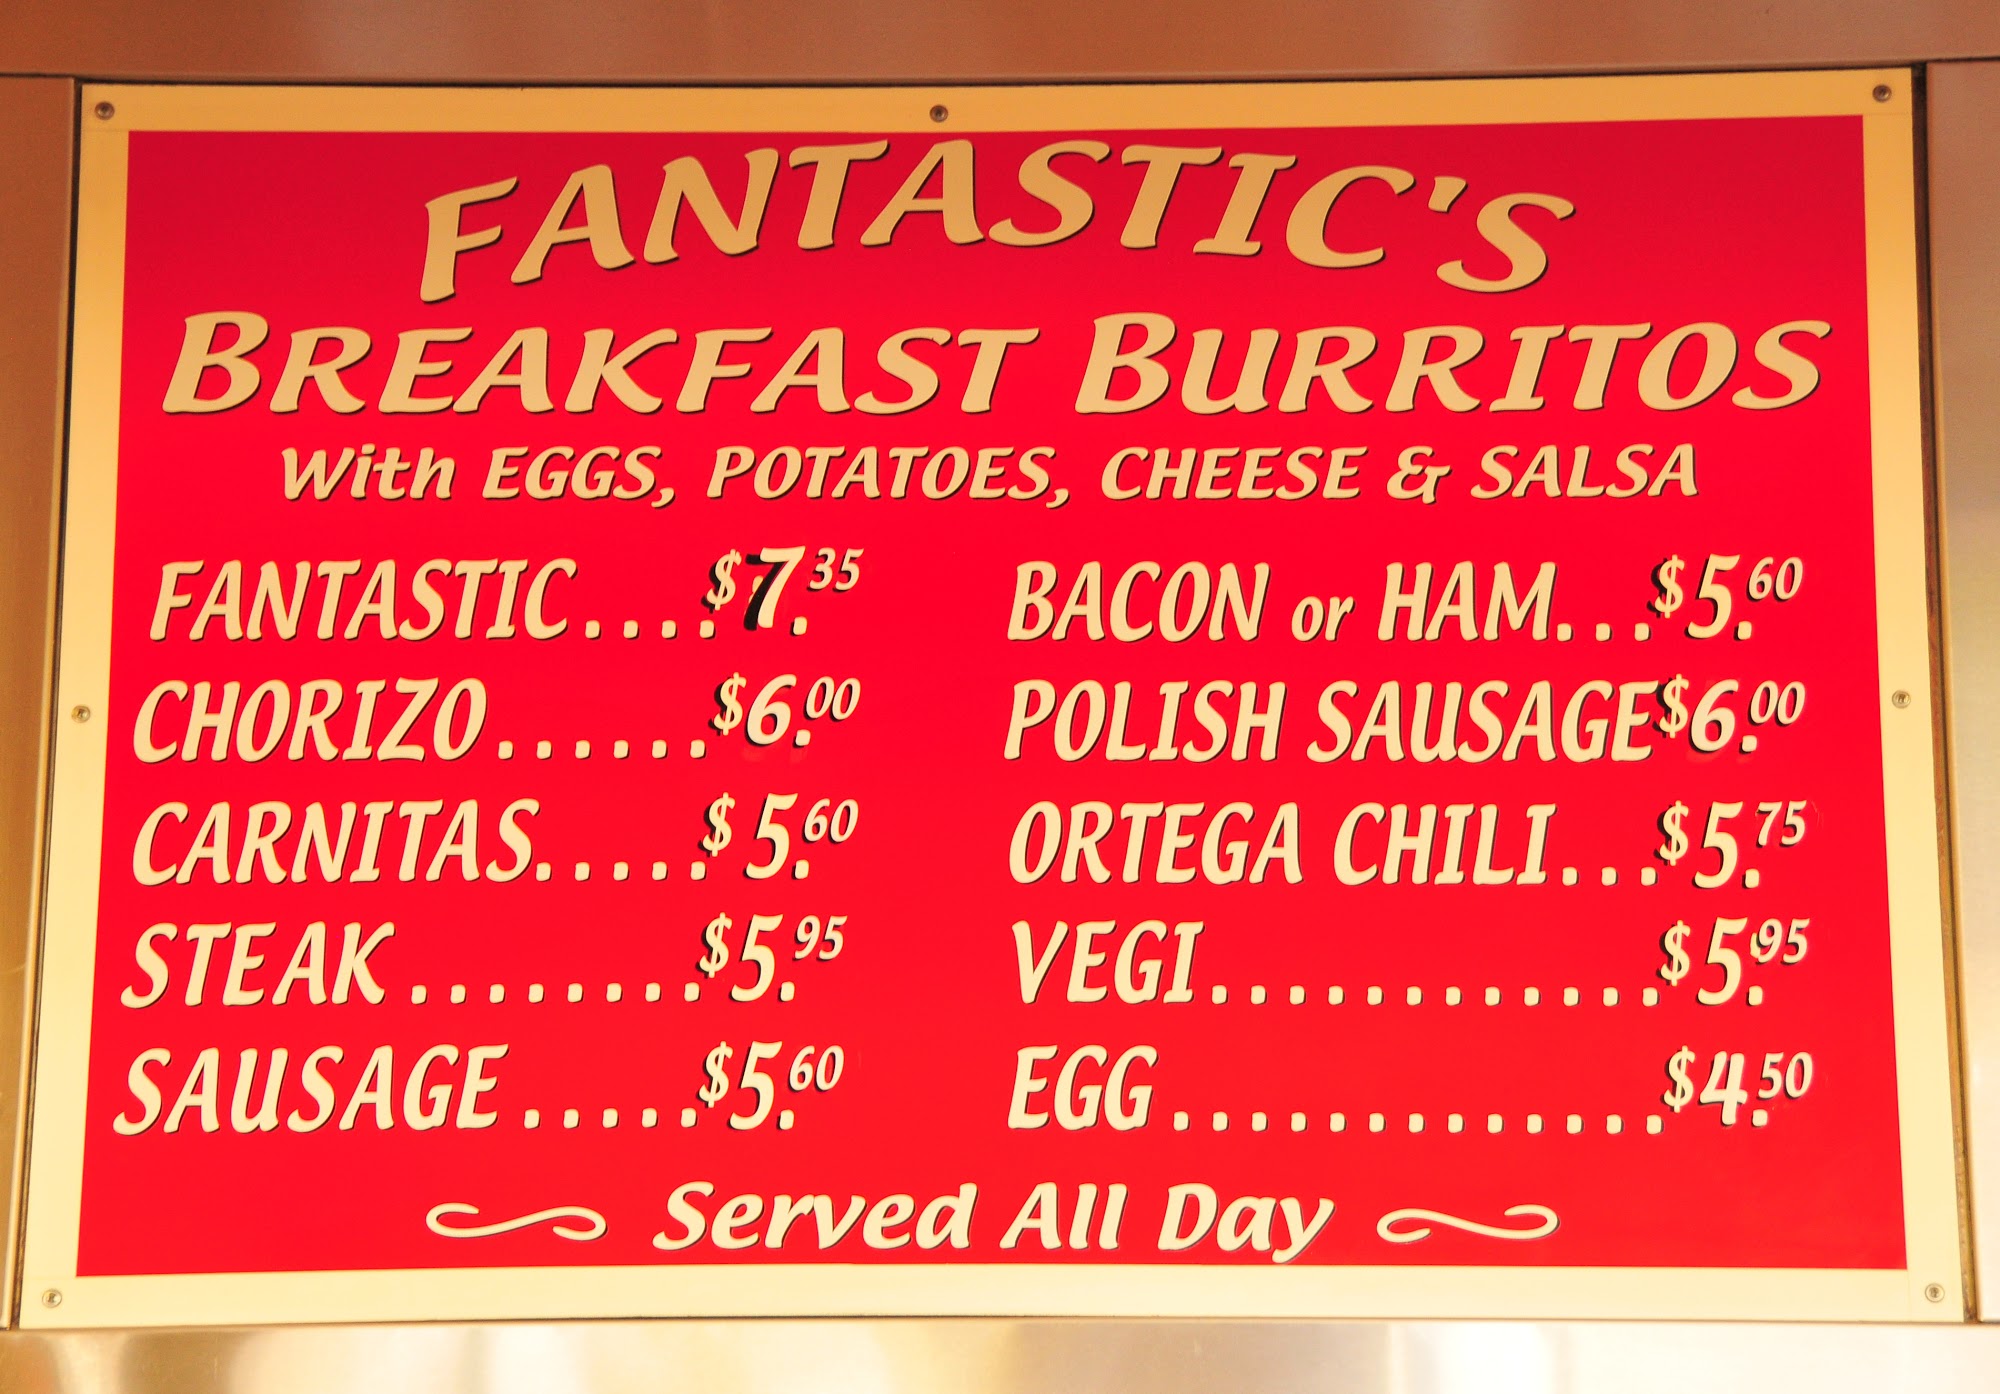 FANTASTIC'S
BREAKFAST BURRITOS
With EGGS, POTATOES, CHEESE & SALSA
FANTASTIC....$7.35
CHORIZO......$6.00
CARNITAS.....$5.60
STEAK........$5.95
SAUSAGE.....$5.60
BACON or HAM...$5.60
POLISH SAUSAGE$6.00
ORTEGA CHILI...$5.75
VEGI............$5.95
EGG.............$4.50
Served All Day